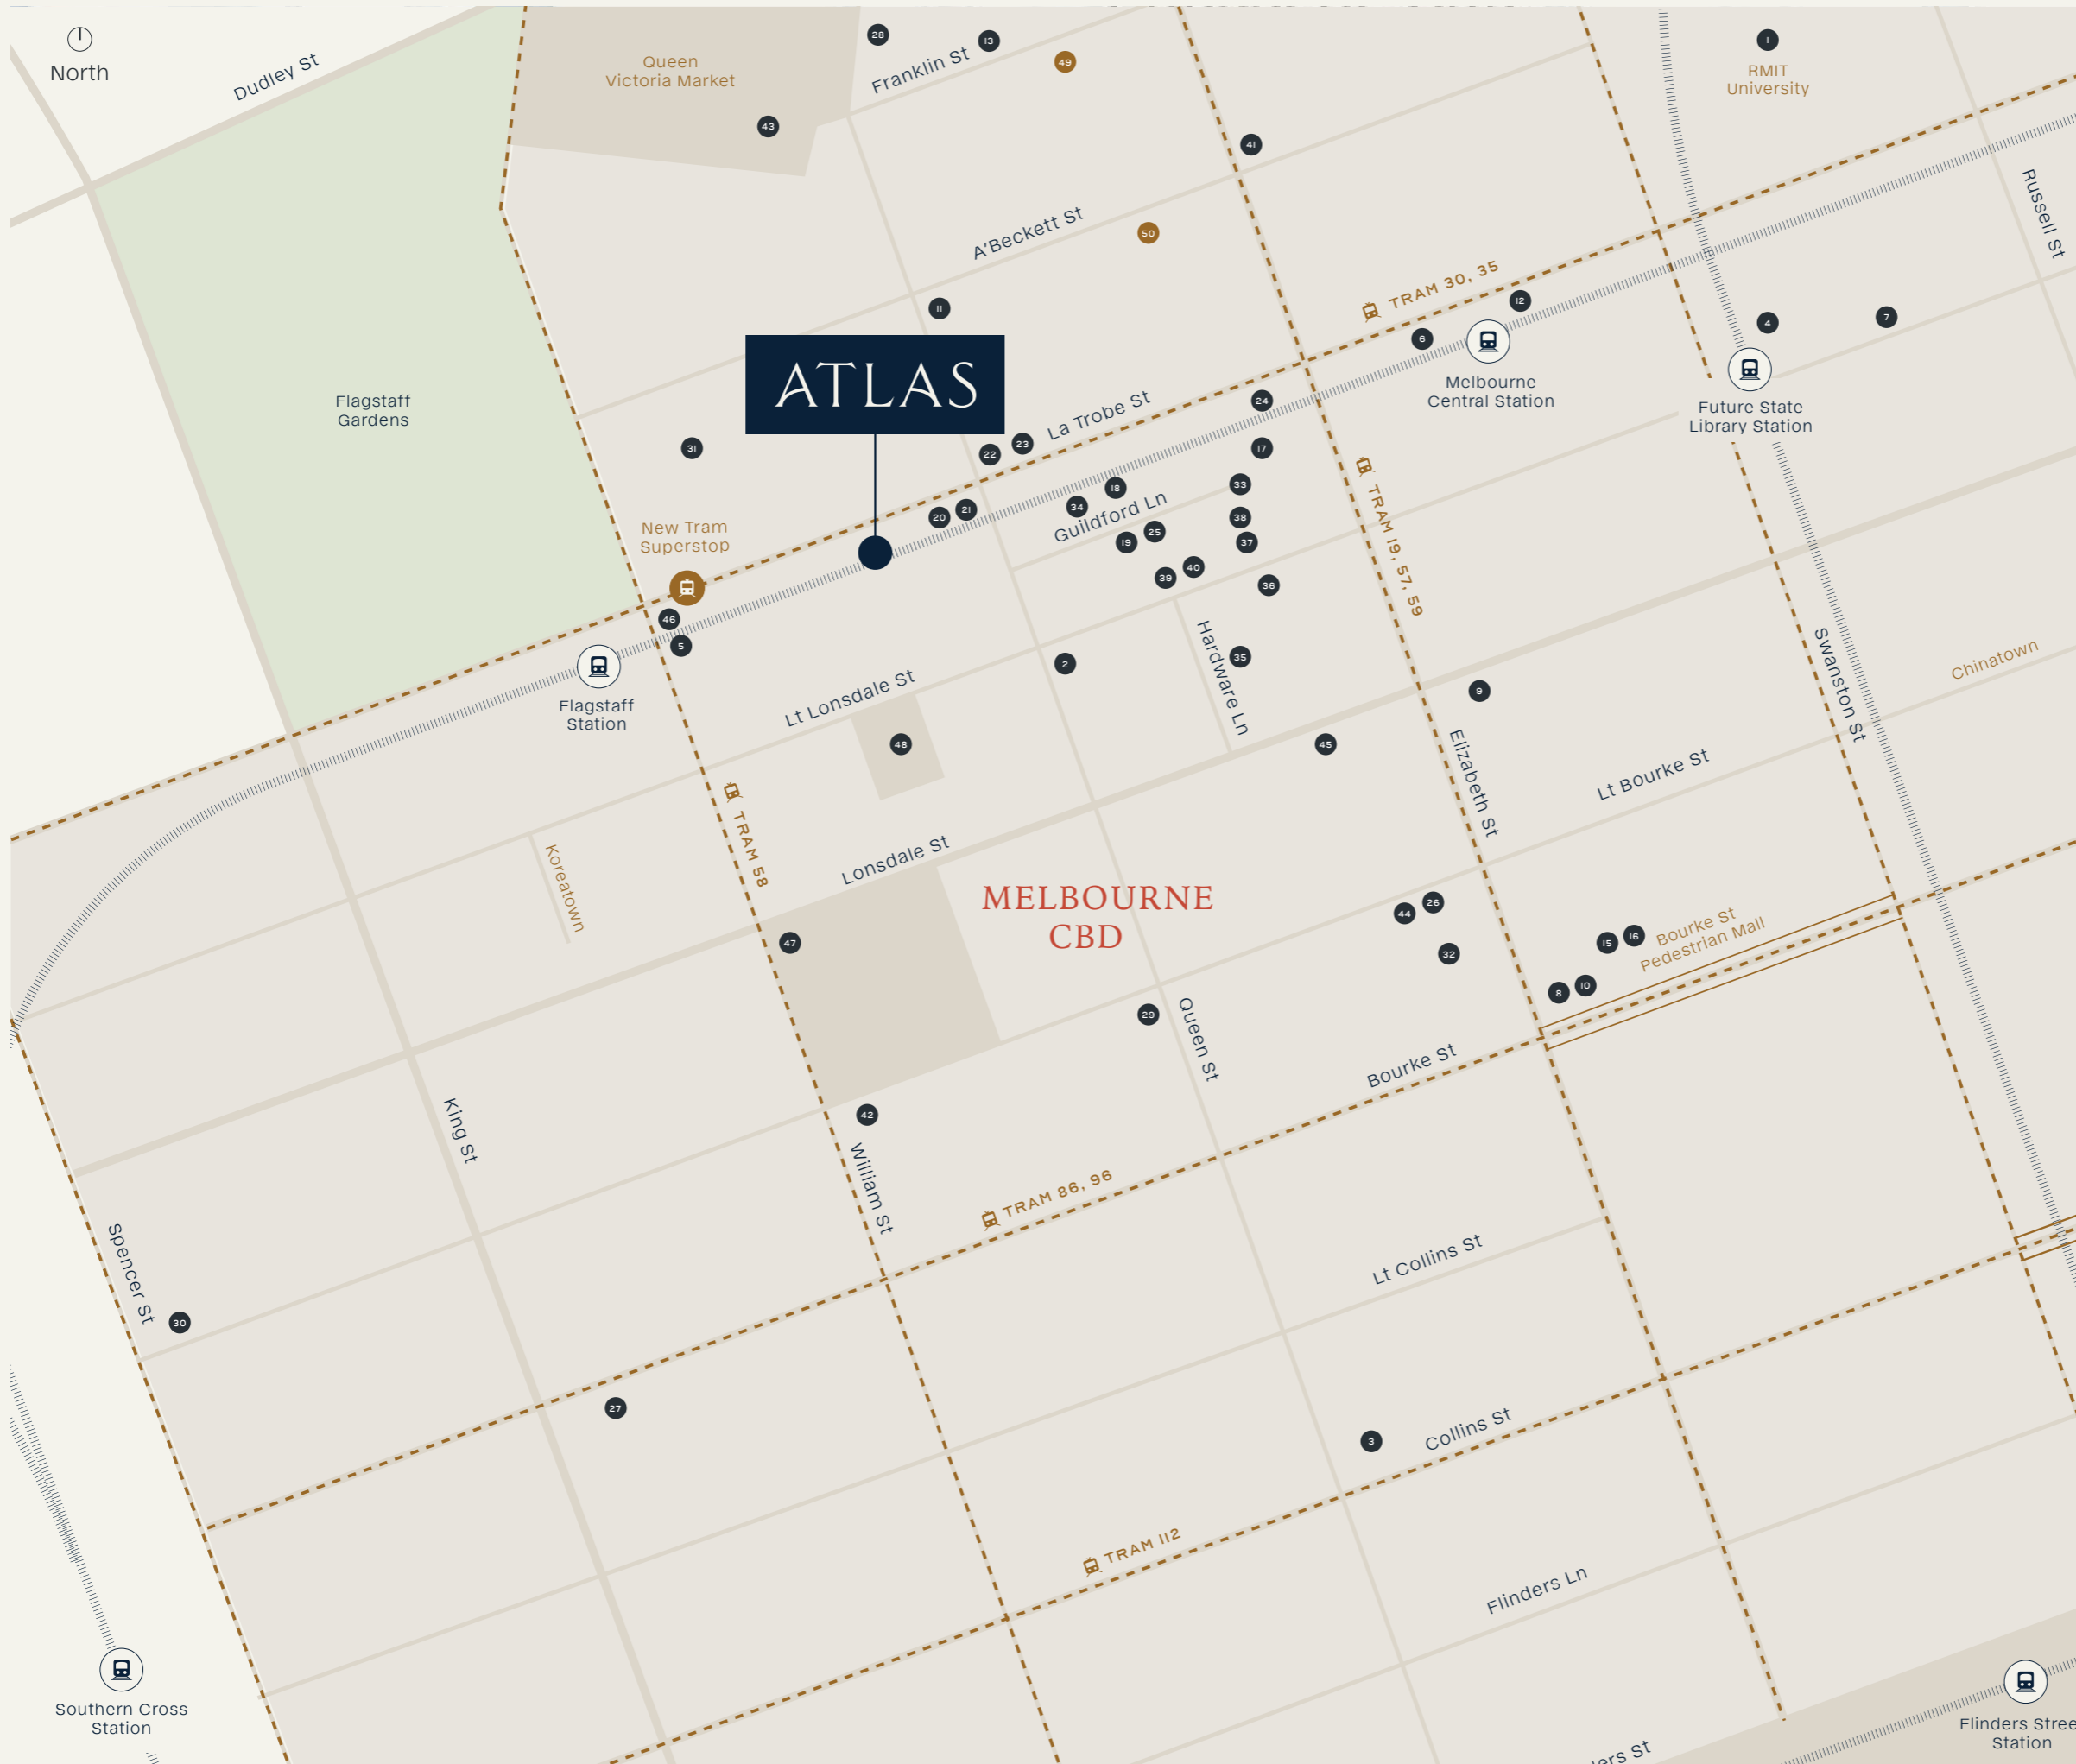 North
Dudley St
Queen
Victoria Market
28
13
Franklin St
49
43
41
1
RMIT
University
Russell St
A'Beckett St
50
11
TRAM 30, 35
12
6
Melbourne
Central Station
4
7
Future State
Library Station
Flagstaff
Gardens
ATLAS
31
La Trobe St
24
22
23
17
18
33
34
Guildford Ln
20
21
38
19
25
37
39
40
36
TRAM 19, 57, 59
New Tram
Superstop
46
5
Flagstaff
Station
Lt Lonsdale St
2
Hardware Ln
35
9
48
45
Elizabeth St
Swanston St
Chinatown
Lt Bourke St
Koreatown
TRAM 58
Lonsdale St
47
MELBOURNE
CBD
44
26
32
15
16
Bourke St
Pedestrian Mall
8
10
29
Queen St
Bourke St
King St
42
William St
TRAM 86, 96
Spencer St
30
27
Lt Collins St
3
Collins St
TRAM 112
Flinders Ln
Southern Cross
Station
Flinders Stree
Station
ers St